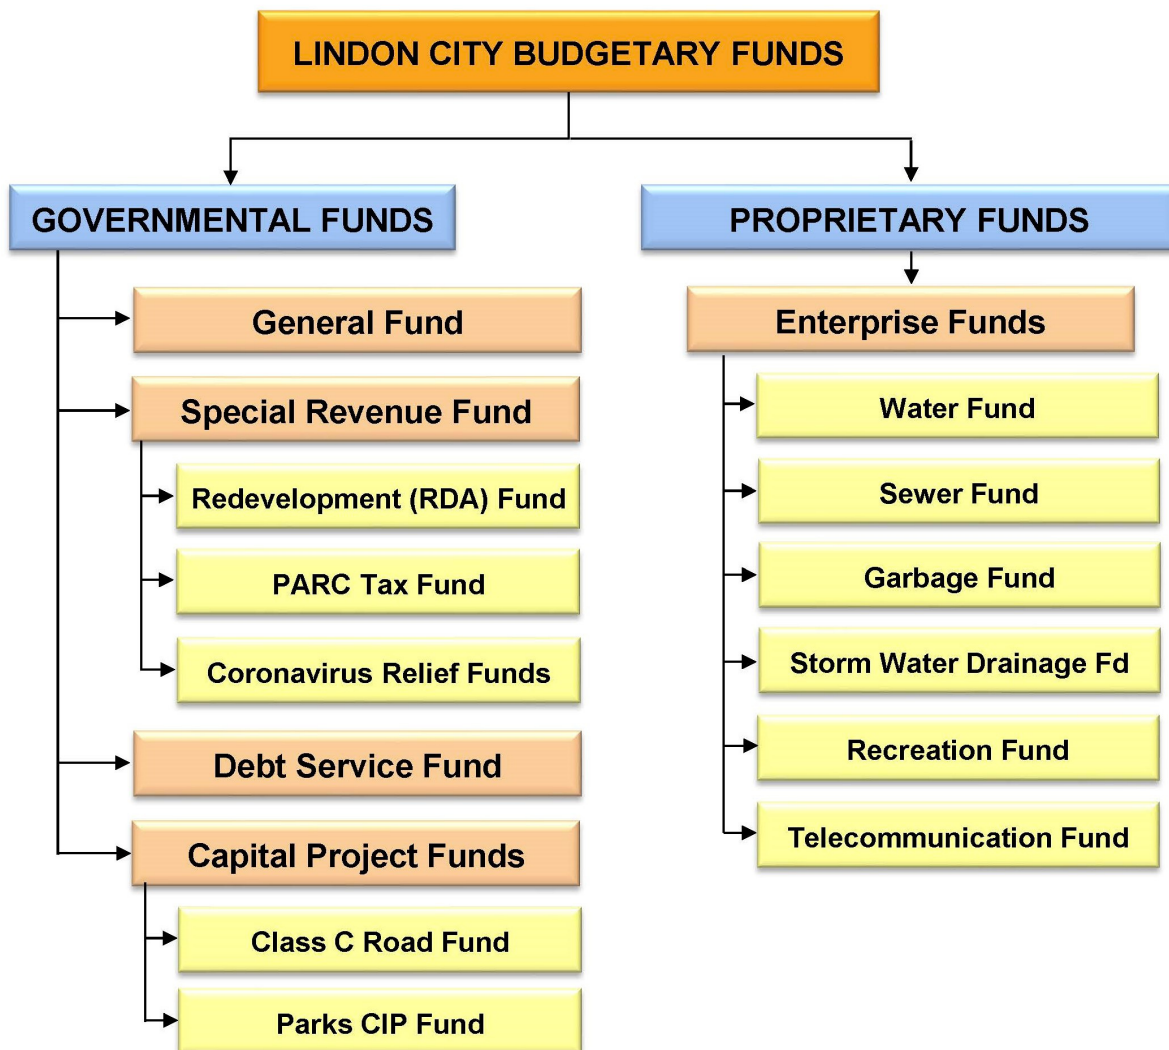 LINDON CITY BUDGETARY FUNDS
GOVERNMENTAL FUNDS
General Fund
Special Revenue Fund
Redevelopment (RDA) Fund
PARC Tax Fund
Coronavirus Relief Funds
Debt Service Fund
Capital Project Funds
Class C Road Fund
Parks CIP Fund
PROPRIETARY FUNDS
Enterprise Funds
Water Fund
Sewer Fund
Garbage Fund
Storm Water Drainage Fd
Recreation Fund
Telecommunication Fund